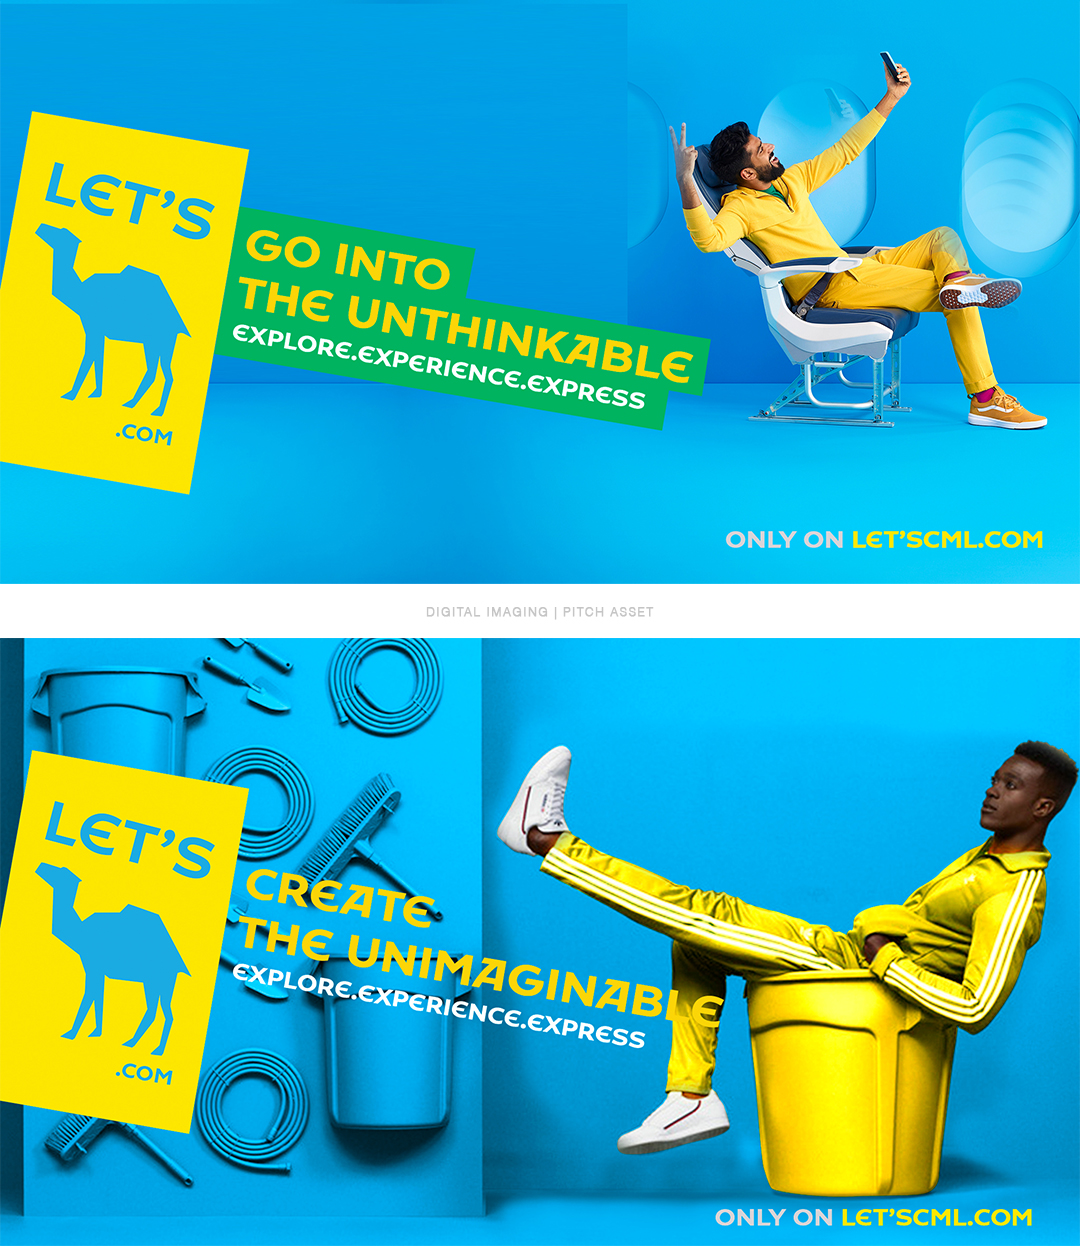 LET'S
.COM
GO INTO
THE UNTHINKABLE
EXPLORE.EXPERIENCE.EXPRESS
ONLY ON LET'SCML.COM
DIGITAL IMAGING | PITCH ASSET
LET'S
.COM
CREATE
THE UNIMAGINABLE
EXPLORE.EXPERIENCE.EXPRESS
ONLY ON LET'SCML.COM